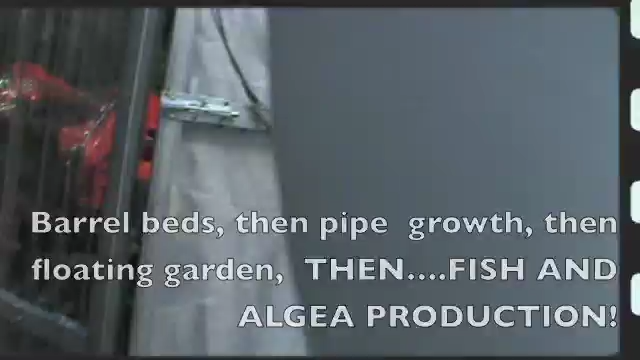 Barrel beds, then pipe growth, then
floating garden, THEN....FISH AND
ALGEA PRODUCTION!